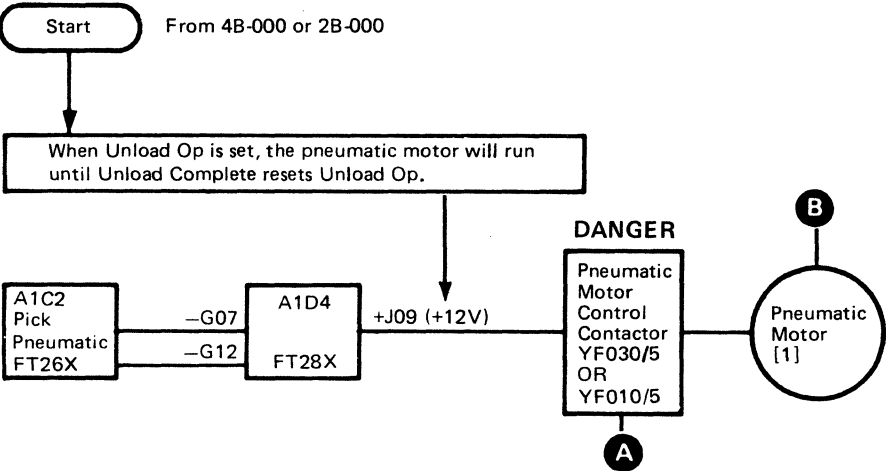 Start
From 4B-000 or 2B-000
When Unload Op is set, the pneumatic motor will run
until Unload Complete resets Unload Op.
B
DANGER
A1C2
Pick
Pneumatic
FT26X
—G07
—G12
A1D4
FT28X
+J09 (+12V)
Pneumatic
Motor
Control
Contactor
YF030/5
OR
YF010/5
Pneumatic
Motor
[1]
A